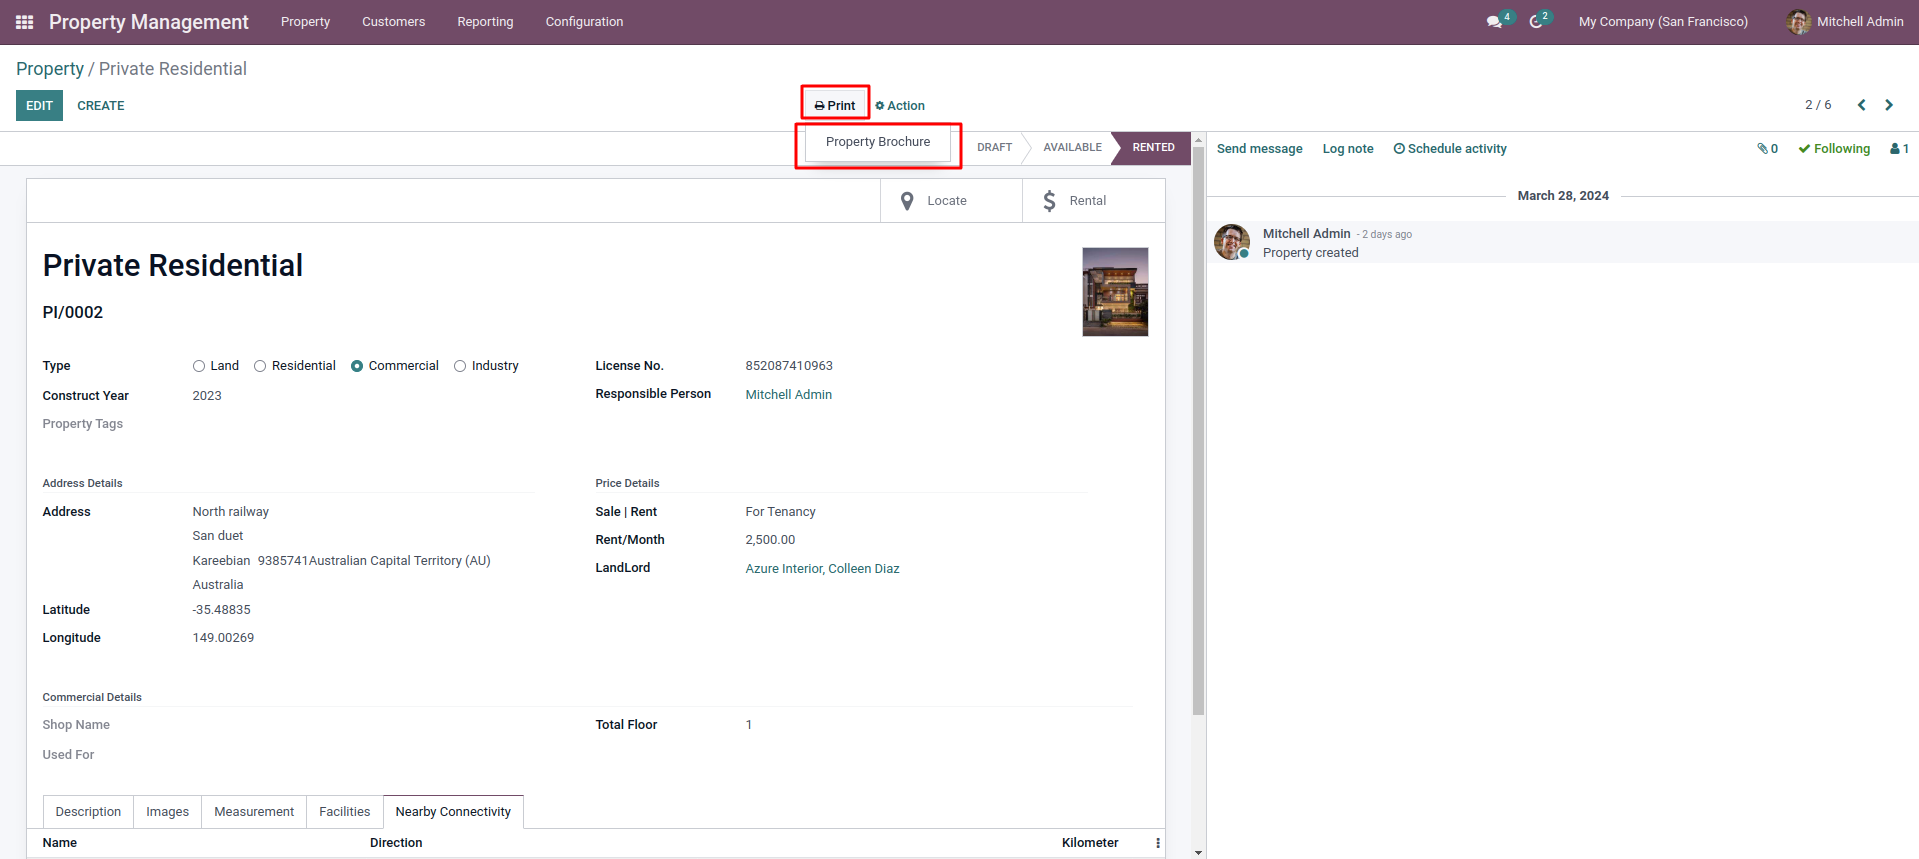 Property Management Property Customers Reporting Configuration 4 2 My Company (San Francisco) Mitchell Admin
Property / Private Residential
EDIT CREATE Print Action 2 / 6
Property Brochure DRAFT AVAILABLE RENTED
Locate Rental
Private Residential
PI/0002
Type Land Residential Commercial Industry License No. 852087410963
Construct Year 2023 Responsible Person Mitchell Admin
Property Tags
Address Details Price Details
Address North railway Sale | Rent For Tenancy
San duet
Rent/Month 2,500.00
Kareebian 9385741Australian Capital Territory (AU) LandLord Azure Interior, Colleen Diaz
Australia
Latitude -35.48835
Longitude 149.00269
Commercial Details
Shop Name Total Floor 1
Used For
Description Images Measurement Facilities Nearby Connectivity
Name Direction Kilometer
Send message Log note Schedule activity 0 Following 1
March 28, 2024
Mitchell Admin - 2 days ago
Property created